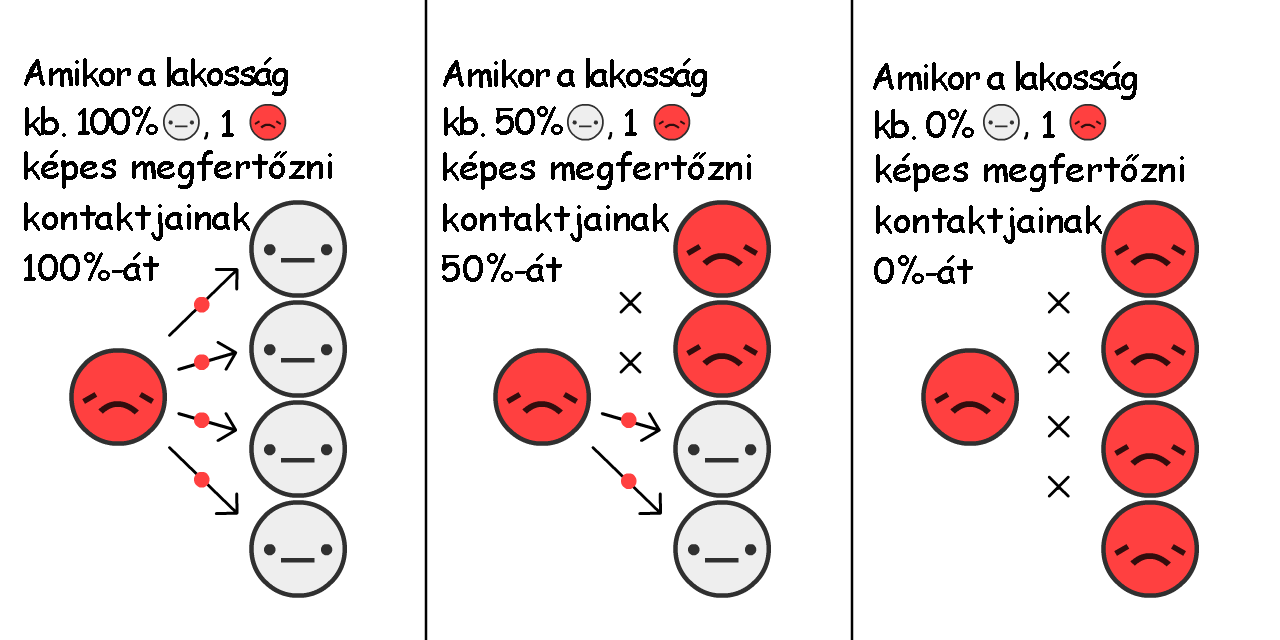 Amikor a lakosság
kb. 100% , 1
képes megfertőzni
kontaktjainak
100%-át
Amikor a lakosság
kb. 50% , 1
képes megfertőzni
kontaktjainak
50%-át
Amikor a lakosság
kb. 0% , 1
képes megfertőzni
kontaktjainak
0%-át